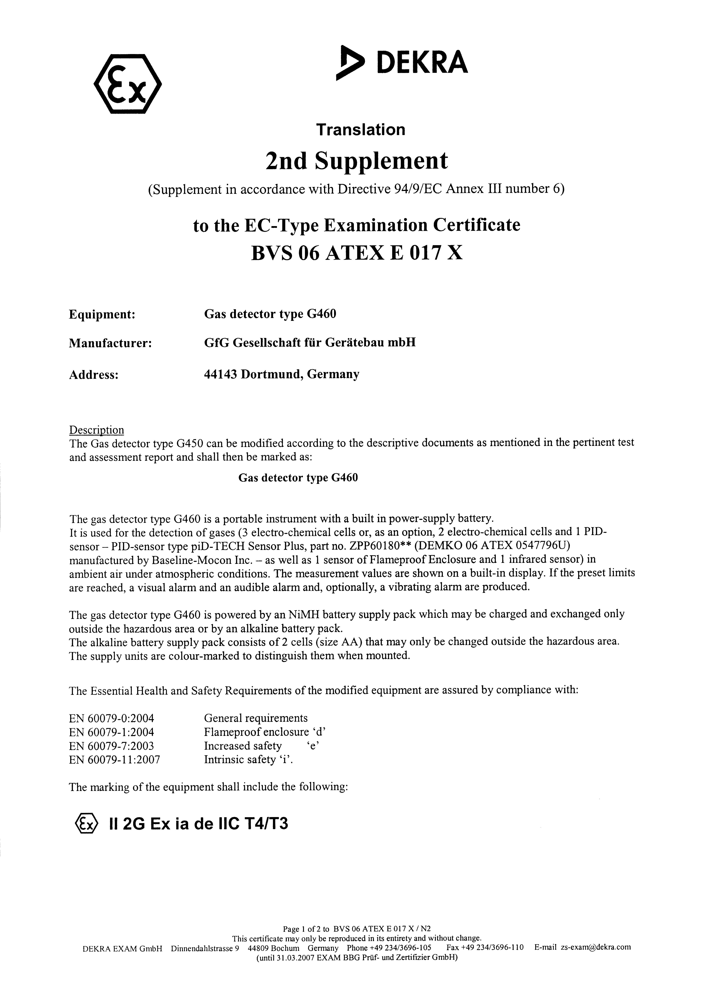 Ex
DEKRA
Translation
2nd Supplement
(Supplement in accordance with Directive 94/9/EC Annex III number 6)
to the EC-Type Examination Certificate
BVS 06 ATEX E 017 X
Equipment: Gas detector type G460
Manufacturer: GfG Gesellschaft für Gerätebau mbH
Address: 44143 Dortmund, Germany
Description
The Gas detector type G450 can be modified according to the descriptive documents as mentioned in the pertinent test
and assessment report and shall then be marked as:
Gas detector type G460
The gas detector type G460 is a portable instrument with a built in power-supply battery.
It is used for the detection of gases (3 electro-chemical cells or, as an option, 2 electro-chemical cells and 1 PID-
sensor – PID-sensor type piD-TECH Sensor Plus, part no. ZPP60180** (DEMKO 06 ATEX 0547796U)
manufactured by Baseline-Mocon Inc. – as well as 1 sensor of Flameproof Enclosure and 1 infrared sensor) in
ambient air under atmospheric conditions. The measurement values are shown on a built-in display. If the preset limits
are reached, a visual alarm and an audible alarm and, optionally, a vibrating alarm are produced.
The gas detector type G460 is powered by an NiMH battery supply pack which may be charged and exchanged only
outside the hazardous area or by an alkaline battery pack.
The alkaline battery supply pack consists of 2 cells (size AA) that may only be changed outside the hazardous area.
The supply units are colour-marked to distinguish them when mounted.
The Essential Health and Safety Requirements of the modified equipment are assured by compliance with:
EN 60079-0:2004 General requirements
EN 60079-1:2004 Flameproof enclosure ‘d’
EN 60079-7:2003 Increased safety ‘e’
EN 60079-11:2007 Intrinsic safety ‘i’.
The marking of the equipment shall include the following:
Ex II 2G Ex ia de IIC T4/T3
Page 1 of 2 to BVS 06 ATEX E 017 X / N2
This certificate may only be reproduced in its entirety and without change.
DEKRA EXAM GmbH Dinnendahlstrasse 9 44809 Bochum Germany Phone +49 234/3696-105 Fax +49 234/3696-110 E-mail zs-exam@dekra.com
(until 31.03.2007 EXAM BBG Prüf- und Zertifizier GmbH)